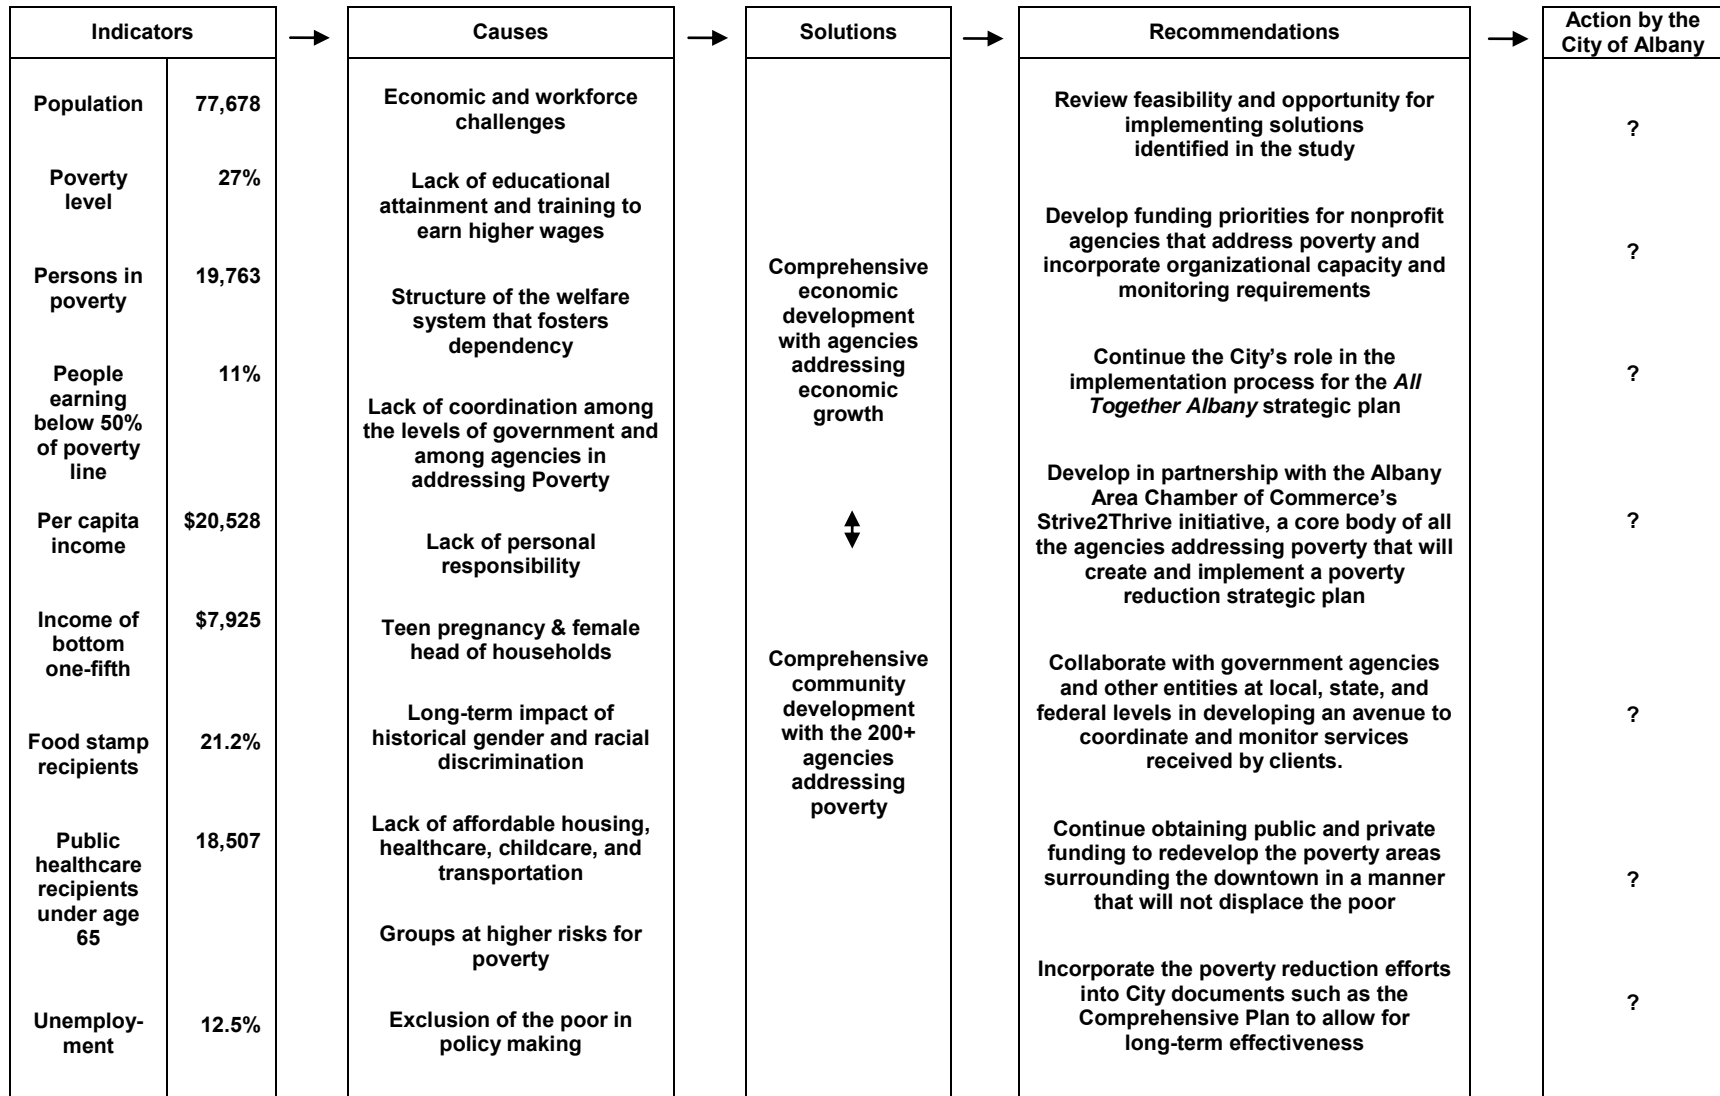 Indicators
Causes
Solutions
Recommendations
Action by the
City of Albany
Population
77,678
Poverty
level
27%
Persons in
poverty
19,763
People
earning
below 50%
of poverty
line
11%
Per capita
income
$20,528
Income of
bottom
one-fifth
$7,925
Food stamp
recipients
21.2%
Public
healthcare
recipients
under age
65
18,507
Unemploy-
ment
12.5%
Economic and workforce
challenges
Lack of educational
attainment and training to
earn higher wages
Structure of the welfare
system that fosters
dependency
Lack of coordination among
the levels of government and
among agencies in
addressing Poverty
Lack of personal
responsibility
Teen pregnancy & female
head of households
Long-term impact of
historical gender and racial
discrimination
Lack of affordable housing,
healthcare, childcare, and
transportation
Groups at higher risks for
poverty
Exclusion of the poor in
policy making
Comprehensive
economic
development
with agencies
addressing
economic
growth
Comprehensive
community
development
with the 200+
agencies
addressing
poverty
Review feasibility and opportunity for
implementing solutions
identified in the study
Develop funding priorities for nonprofit
agencies that address poverty and
incorporate organizational capacity and
monitoring requirements
Continue the City’s role in the
implementation process for the All
Together Albany strategic plan
Develop in partnership with the Albany
Area Chamber of Commerce’s
Strive2Thrive initiative, a core body of all
the agencies addressing poverty that will
create and implement a poverty
reduction strategic plan
Collaborate with government agencies
and other entities at local, state, and
federal levels in developing an avenue to
coordinate and monitor services
received by clients.
Continue obtaining public and private
funding to redevelop the poverty areas
surrounding the downtown in a manner
that will not displace the poor
Incorporate the poverty reduction efforts
into City documents such as the
Comprehensive Plan to allow for
long-term effectiveness
?
?
?
?
?
?
?